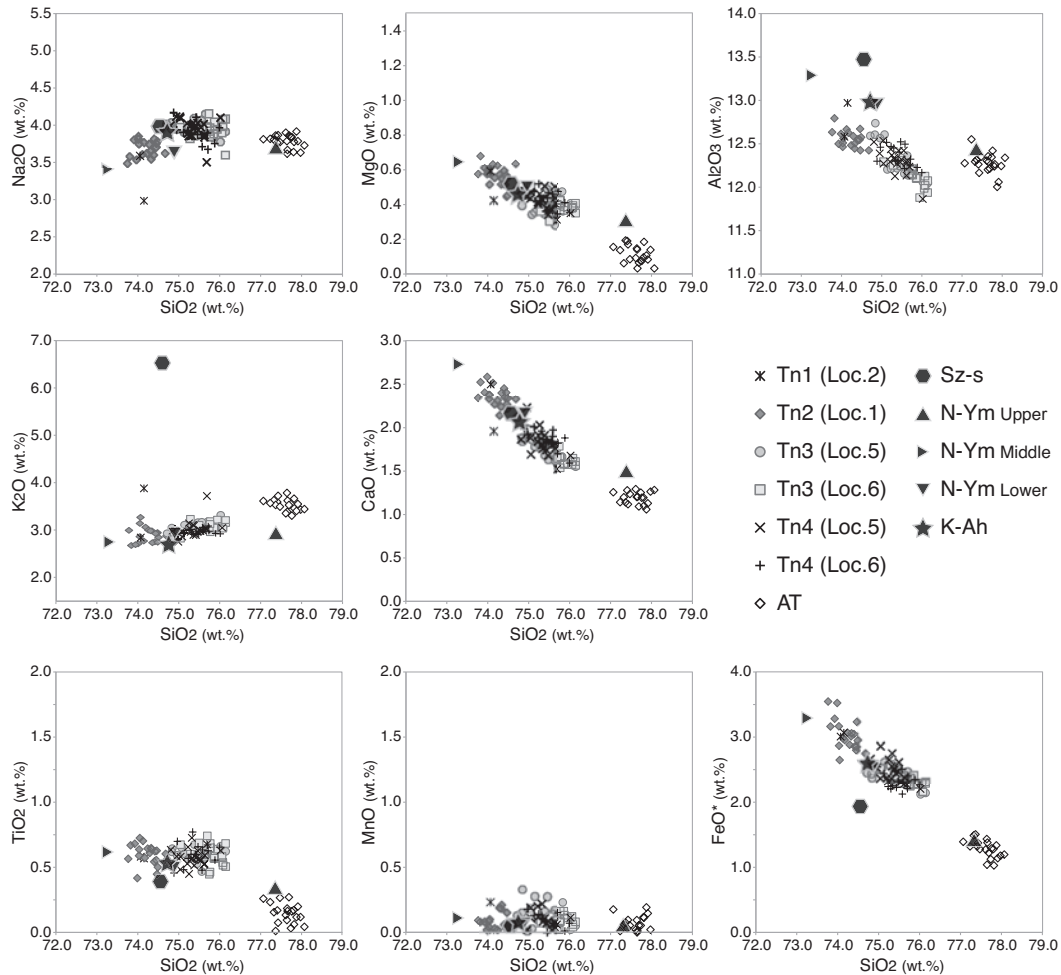 5.5
5.0
4.5
4.0
3.5
3.0
2.5
2.0
Na2O (wt.%)
72.0 73.0 74.0 75.0 76.0 77.0 78.0 79.0
SiO2 (wt.%)
1.4
1.2
1.0
0.8
0.6
0.4
0.2
0.0
MgO (wt.%)
72.0 73.0 74.0 75.0 76.0 77.0 78.0 79.0
SiO2 (wt.%)
14.0
13.5
13.0
12.5
12.0
11.5
11.0
Al2O3 (wt.%)
72.0 73.0 74.0 75.0 76.0 77.0 78.0 79.0
SiO2 (wt.%)
7.0
6.0
5.0
4.0
3.0
2.0
K2O (wt.%)
72.0 73.0 74.0 75.0 76.0 77.0 78.0 79.0
SiO2 (wt.%)
3.0
2.5
2.0
1.5
1.0
0.5
0.0
CaO (wt.%)
72.0 73.0 74.0 75.0 76.0 77.0 78.0 79.0
SiO2 (wt.%)
Tn1 (Loc.2)
Tn2 (Loc.1)
Tn3 (Loc.5)
Tn3 (Loc.6)
Tn4 (Loc.5)
Tn4 (Loc.6)
AT
Sz-s
N-Ym Upper
N-Ym Middle
N-Ym Lower
K-Ah
2.0
1.5
1.0
0.5
0.0
TiO2 (wt.%)
72.0 73.0 74.0 75.0 76.0 77.0 78.0 79.0
SiO2 (wt.%)
2.0
1.5
1.0
0.5
0.0
MnO (wt.%)
72.0 73.0 74.0 75.0 76.0 77.0 78.0 79.0
SiO2 (wt.%)
4.0
3.0
2.0
1.0
0.0
FeO* (wt.%)
72.0 73.0 74.0 75.0 76.0 77.0 78.0 79.0
SiO2 (wt.%)